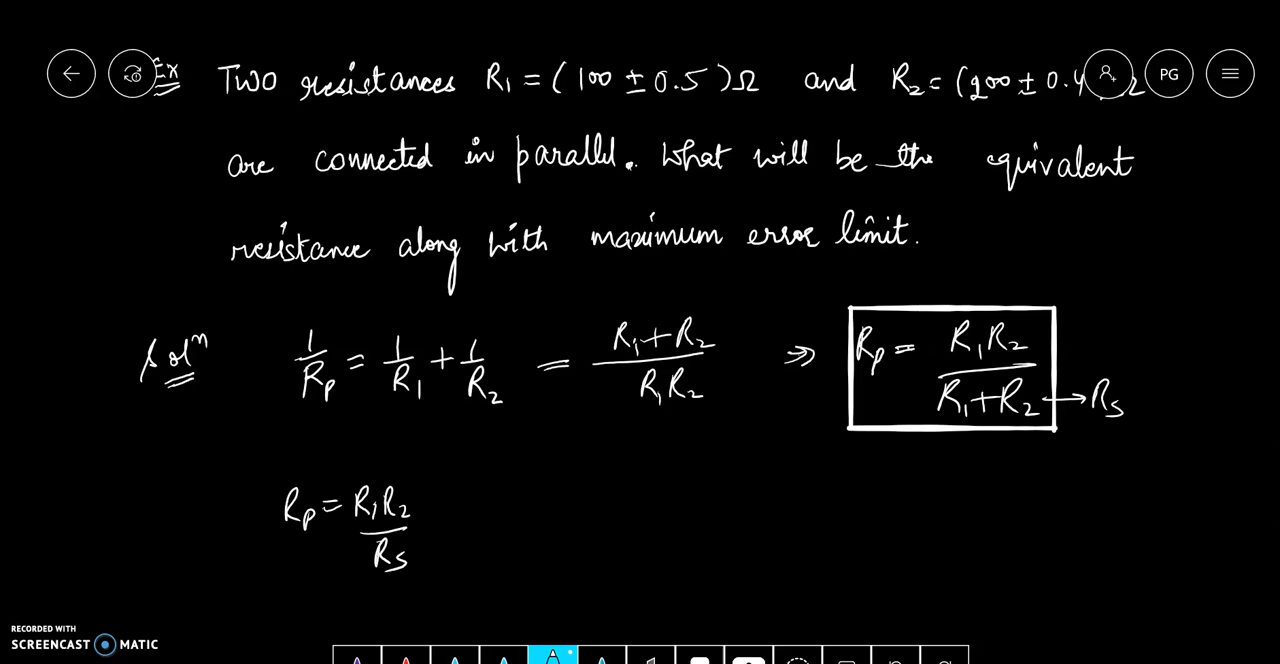 Ex Two resistances R₁ = (100 ± 0.5)Ω and R₂ = (200 ± 0.4 PG
are connected in parallel. What will be the equivalent
resistance along with maximum error limit.
Solⁿ 1/Rp = 1/R₁ + 1/R₂ = (R₁+R₂)/(R₁R₂) ⇒ Rp = R₁R₂/(R₁+R₂) → Rs
Rp = R₁R₂/Rs
RECORDED WITH
SCREENCAST MATIC